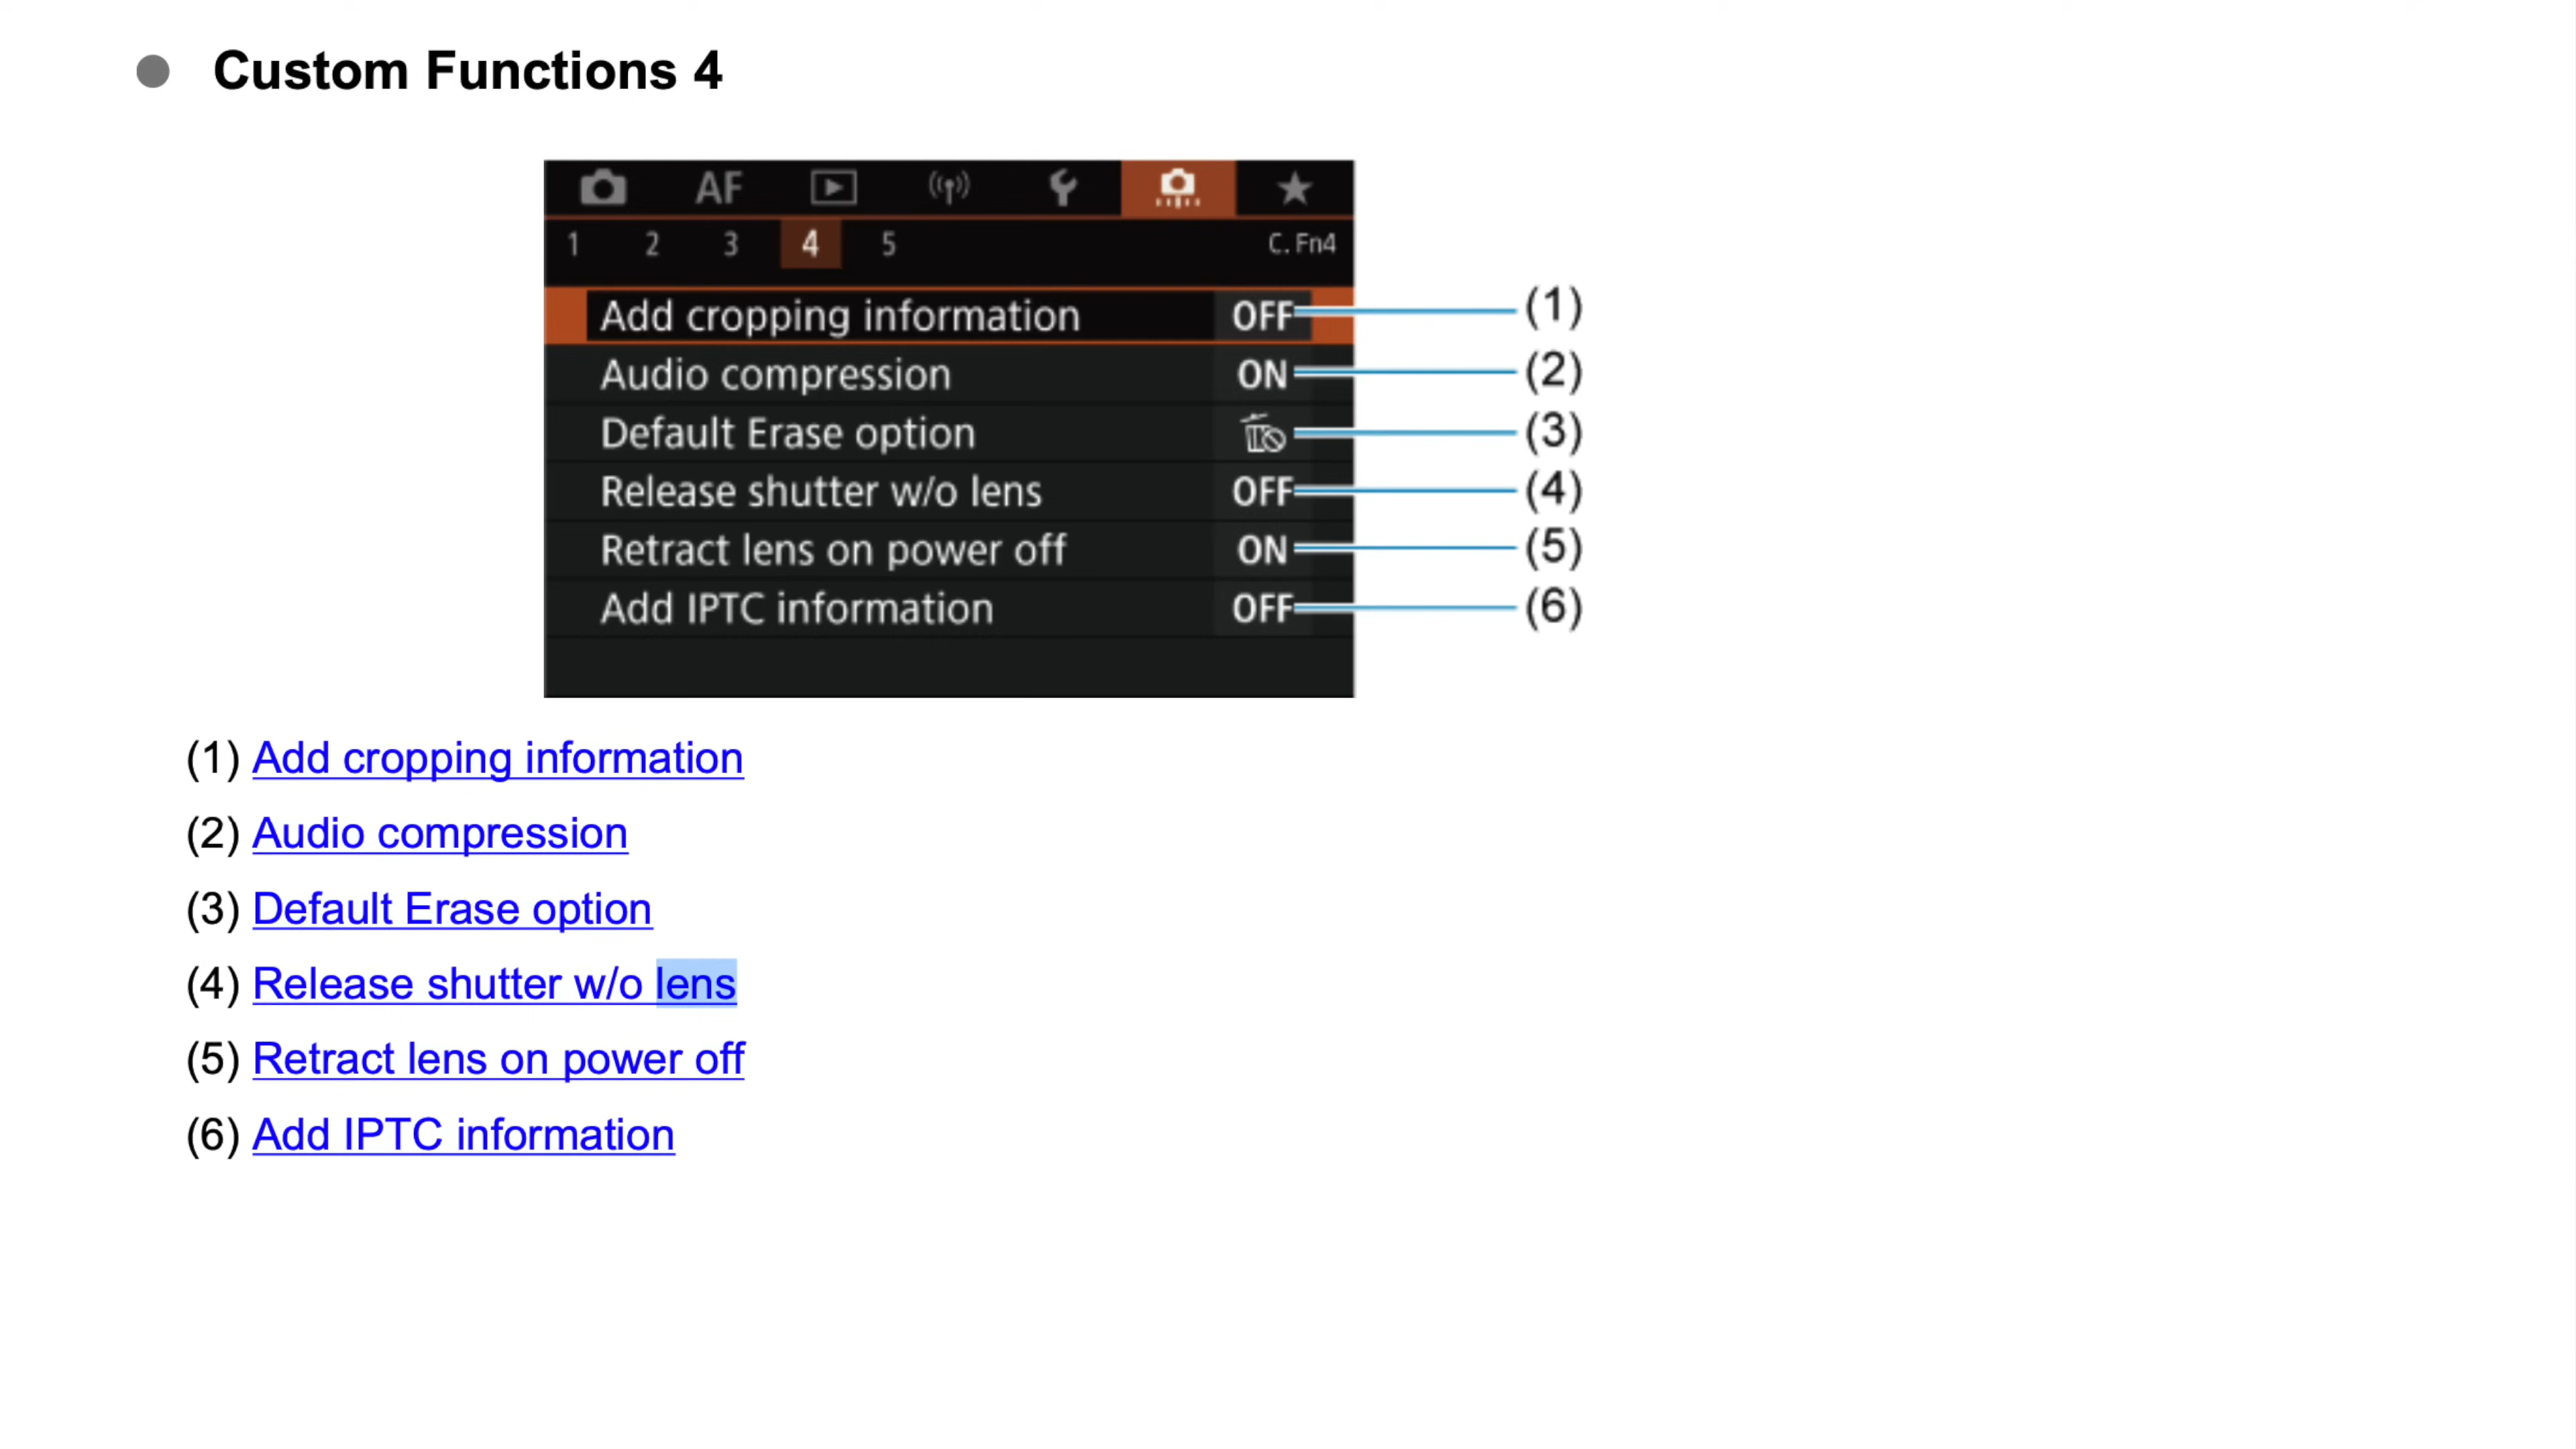 Custom Functions 4
AF
1 2 3 4 5 C.Fn4
Add cropping information OFF (1)
Audio compression ON (2)
Default Erase option (3)
Release shutter w/o lens OFF (4)
Retract lens on power off ON (5)
Add IPTC information OFF (6)
(1) Add cropping information
(2) Audio compression
(3) Default Erase option
(4) Release shutter w/o lens
(5) Retract lens on power off
(6) Add IPTC information